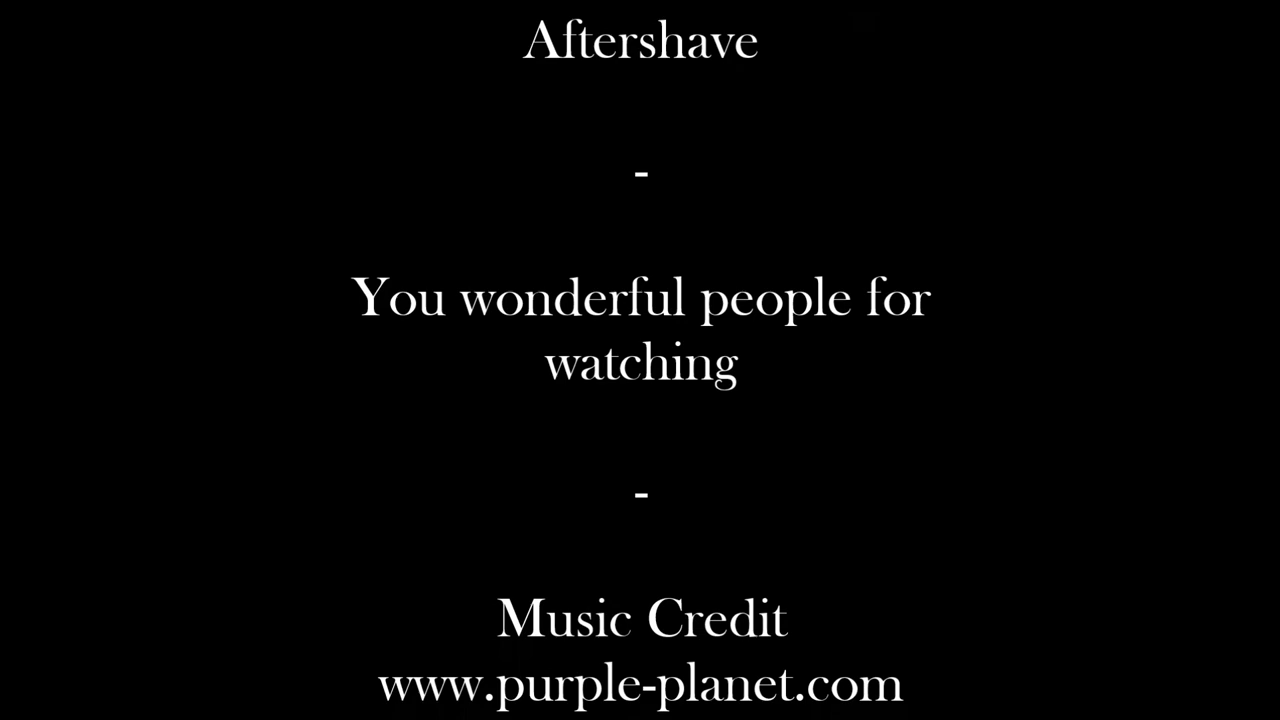 Aftershave
-
You wonderful people for
watching
-
Music Credit
www.purple-planet.com